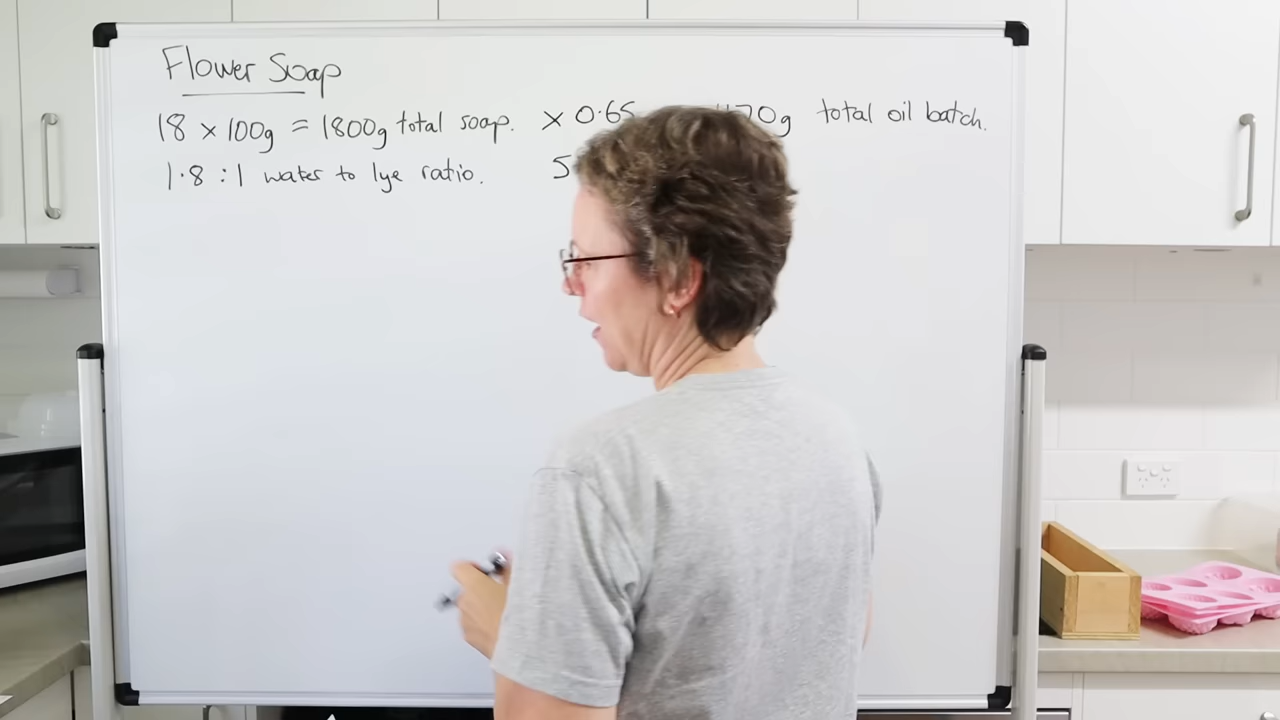 Flower Soap
18 x 100g = 1800g total soap. x 0.65 total oil batch.
1.8 : 1 water to lye ratio. 5